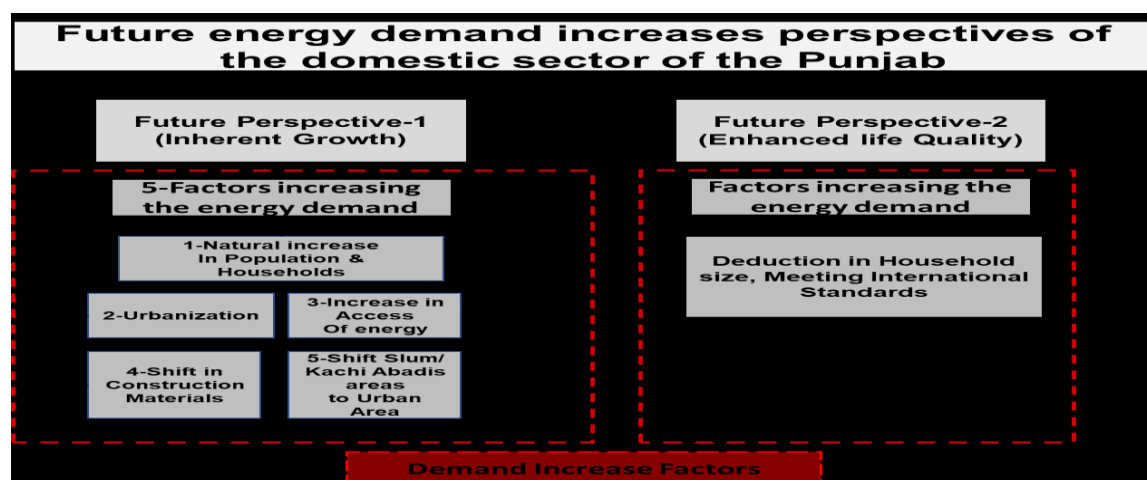 Future energy demand increases perspectives of
the domestic sector of the Punjab
Future Perspective-1
(Inherent Growth)
5-Factors increasing
the energy demand
1-Natural increase
In Population &
Households
2-Urbanization
3-Increase in
Access
Of energy
4-Shift in
Construction
Materials
5-Shift Slum/
Kachi Abadis
areas
to Urban
Area
Future Perspective-2
(Enhanced life Quality)
Factors increasing the
energy demand
Deduction in Household
size, Meeting International
Standards
Demand Increase Factors